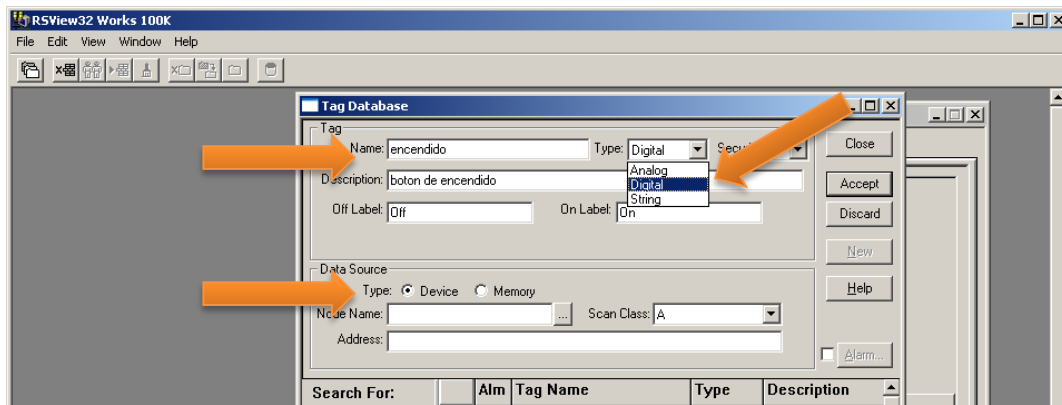 RSView32 Works 100K
File Edit View Window Help
Tag Database
Tag
Name: encendido Type: Digital
Close
Analog
Description: boton de encendido Digital Accept
String
Off Label: Off On Label: On Discard
New
Data Source
Type: Device Memory Help
Node Name: ... Scan Class: A
Address:
Alarm...
Search For: Alm Tag Name Type Description